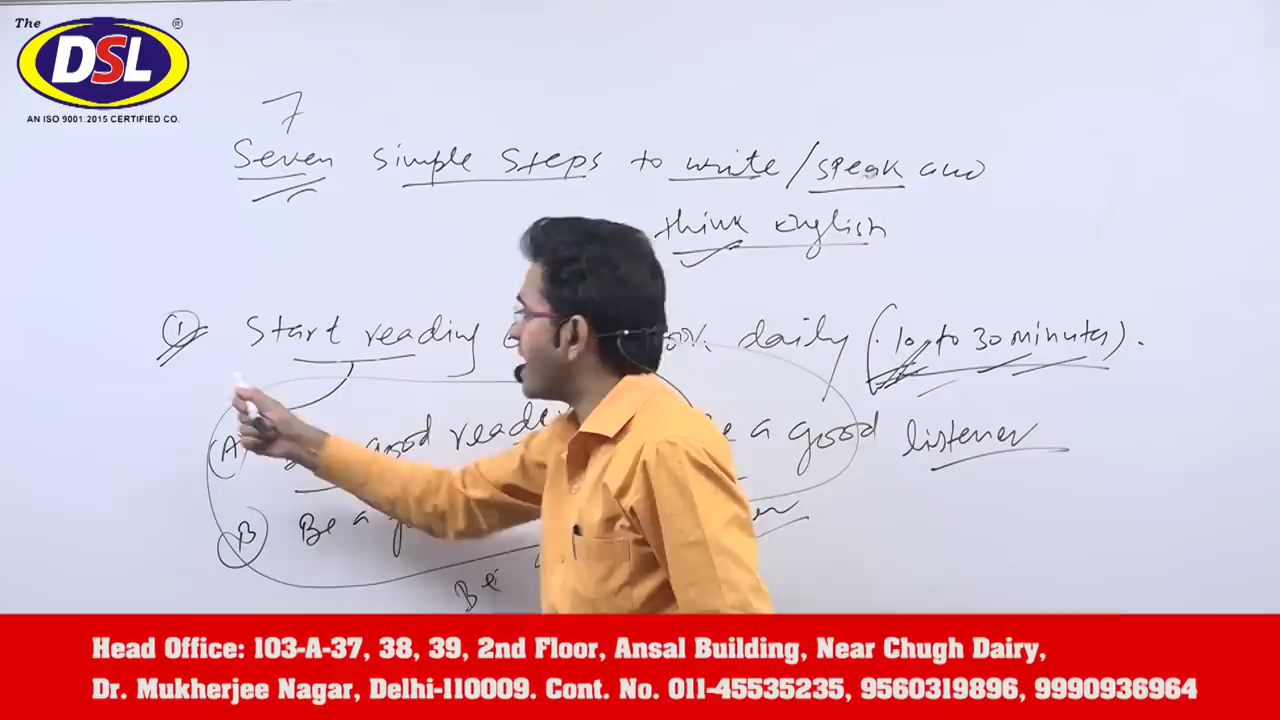 The
®
DSL
AN ISO 9001:2015 CERTIFIED CO.
7
Seven simple steps to write/speak and
think English
1 Start reading daily (10 to 30 minutes).
A good reade e a good listener
B Be a
Be
Head Office: 103-A-37, 38, 39, 2nd Floor, Ansal Building, Near Chugh Dairy,
Dr. Mukherjee Nagar, Delhi-110009. Cont. No. 011-45535235, 9560319896, 9990936964